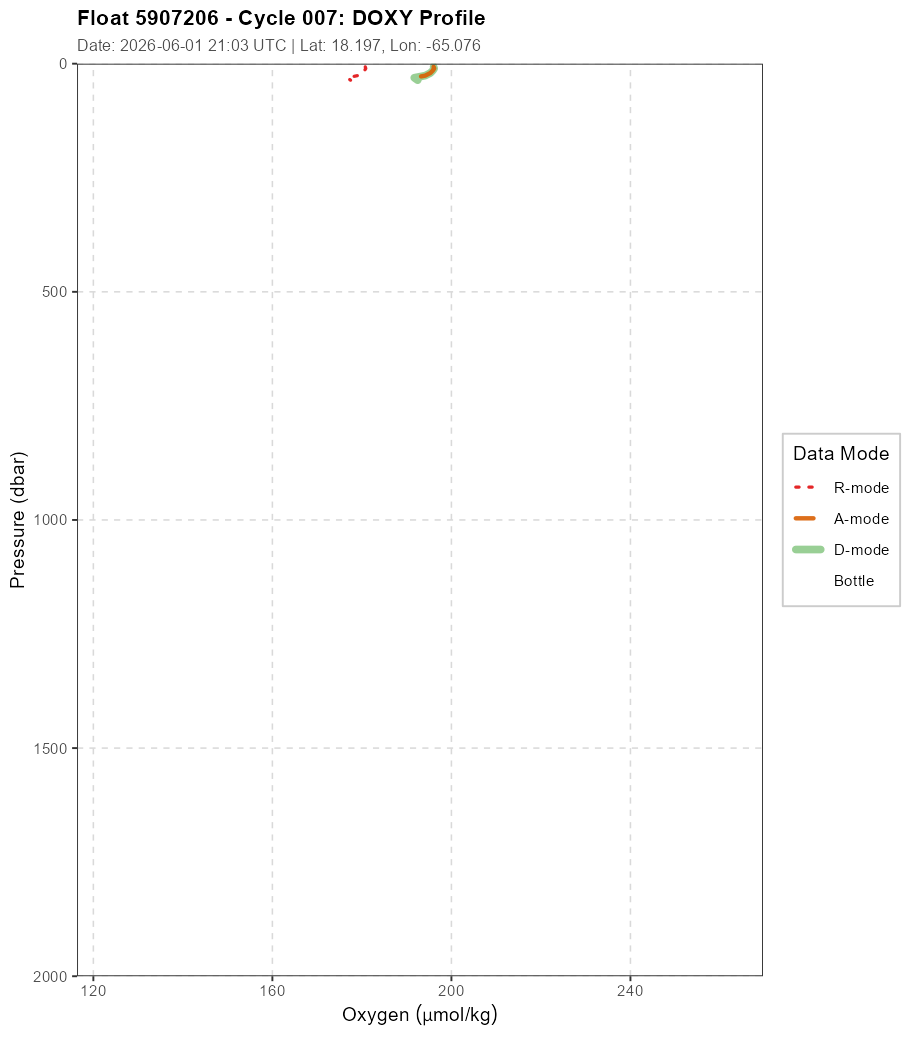 Float 5907206 - Cycle 007: DOXY Profile
Date: 2026-06-01 21:03 UTC | Lat: 18.197, Lon: -65.076
0
500
1000
1500
2000
Pressure (dbar)
120 160 200 240
Oxygen (μmol/kg)
Data Mode
R-mode
A-mode
D-mode
Bottle